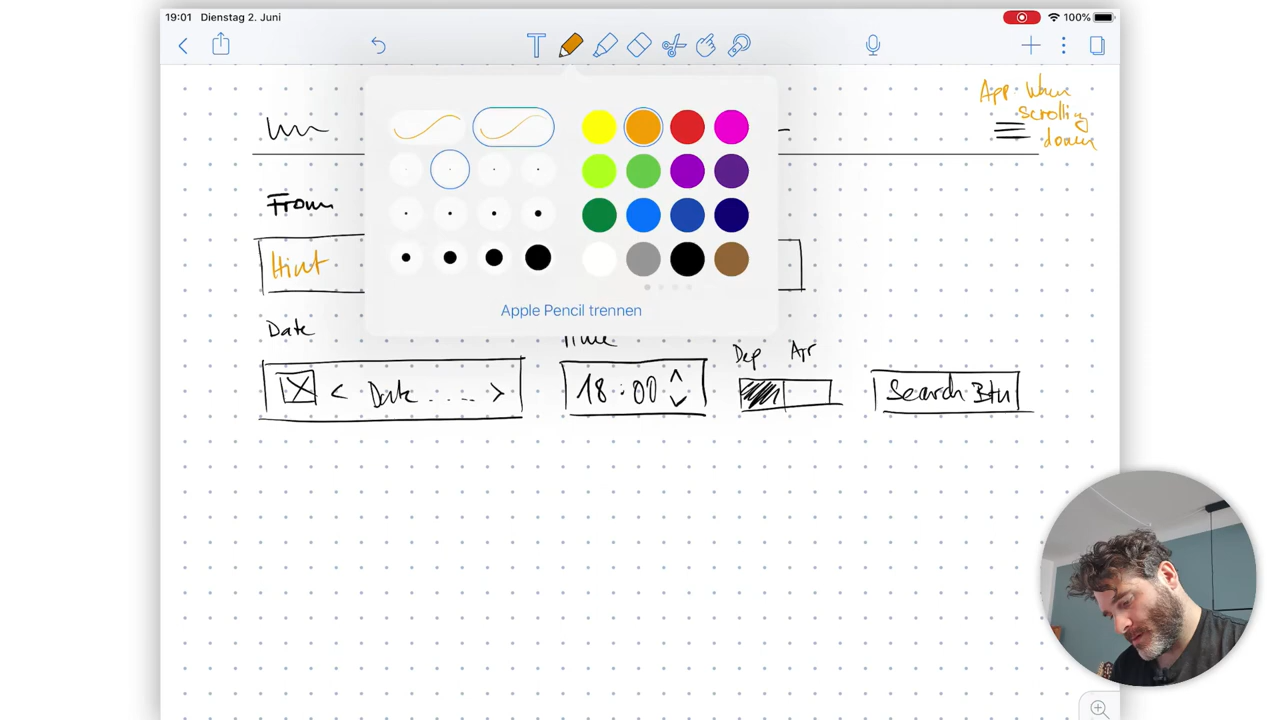 19:01 Dienstag 2. Juni
100%
App when
scrolling
down
From
Hint
Apple Pencil trennen
Date
Time
Dep Arr
< Date ..... >
18:00
Search Btn